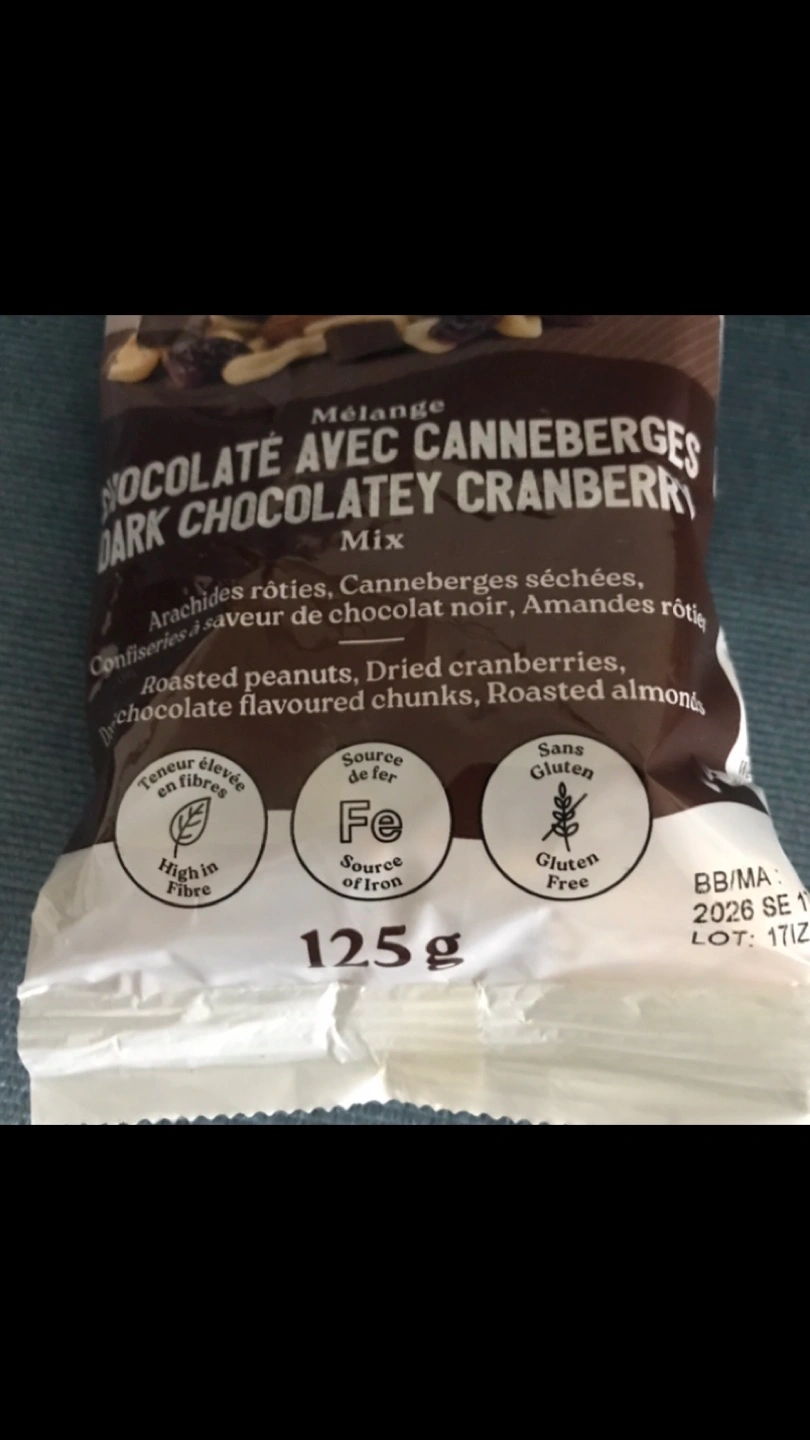 Mélange
CHOCOLATÉ AVEC CANNEBERGES
DARK CHOCOLATEY CRANBERRY
Mix
Arachides rôties, Canneberges séchées,
Confiseries à saveur de chocolat noir, Amandes rôties
Roasted peanuts, Dried cranberries,
chocolate flavoured chunks, Roasted almonds
Teneur élevée
en fibres
High in
Fibre
Source
de fer
Fe
Source
of Iron
Sans
Gluten
Gluten
Free
125 g
BB/MA:
2026 SE
LOT: 17IZ